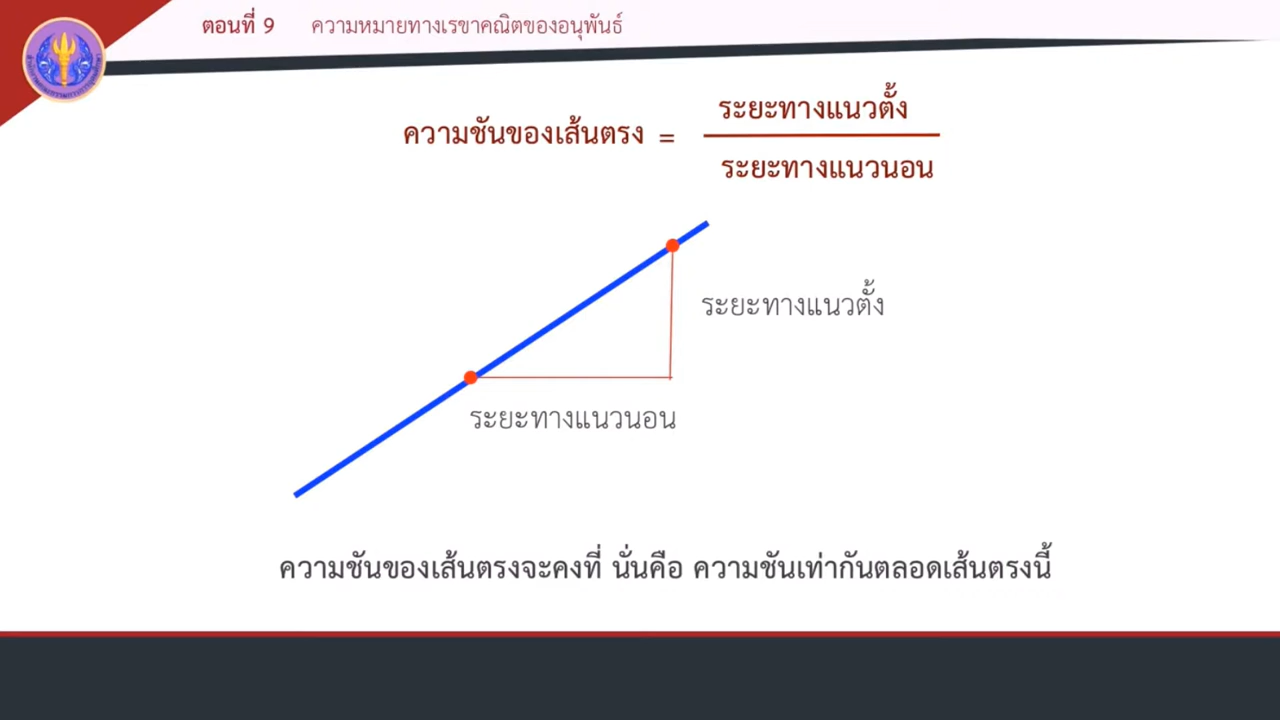 ตอนที่ 9 ความหมายทางเรขาคณิตของอนุพันธ์
ระยะทางแนวตั้ง
ความชันของเส้นตรง =
ระยะทางแนวนอน
ระยะทางแนวตั้ง
ระยะทางแนวนอน
ความชันของเส้นตรงจะคงที่ นั่นคือ ความชันเท่ากันตลอดเส้นตรงนี้